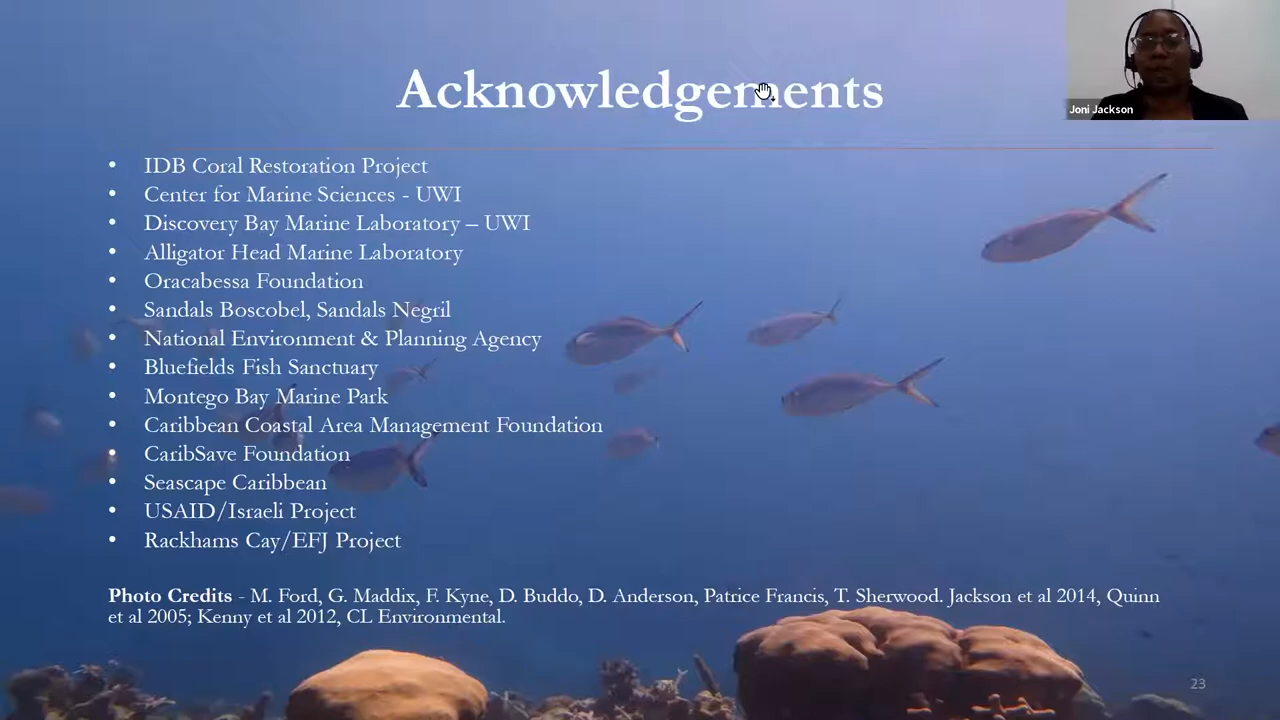 Acknowledgements
Joni Jackson
• IDB Coral Restoration Project
• Center for Marine Sciences - UWI
• Discovery Bay Marine Laboratory – UWI
• Alligator Head Marine Laboratory
• Oracabessa Foundation
• Sandals Boscobel, Sandals Negril
• National Environment & Planning Agency
• Bluefields Fish Sanctuary
• Montego Bay Marine Park
• Caribbean Coastal Area Management Foundation
• CaribSave Foundation
• Seascape Caribbean
• USAID/Israeli Project
• Rackhams Cay/EFJ Project
Photo Credits - M. Ford, G. Maddix, F. Kyne, D. Buddo, D. Anderson, Patrice Francis, T. Sherwood. Jackson et al 2014, Quinn
et al 2005; Kenny et al 2012, CL Environmental.
23